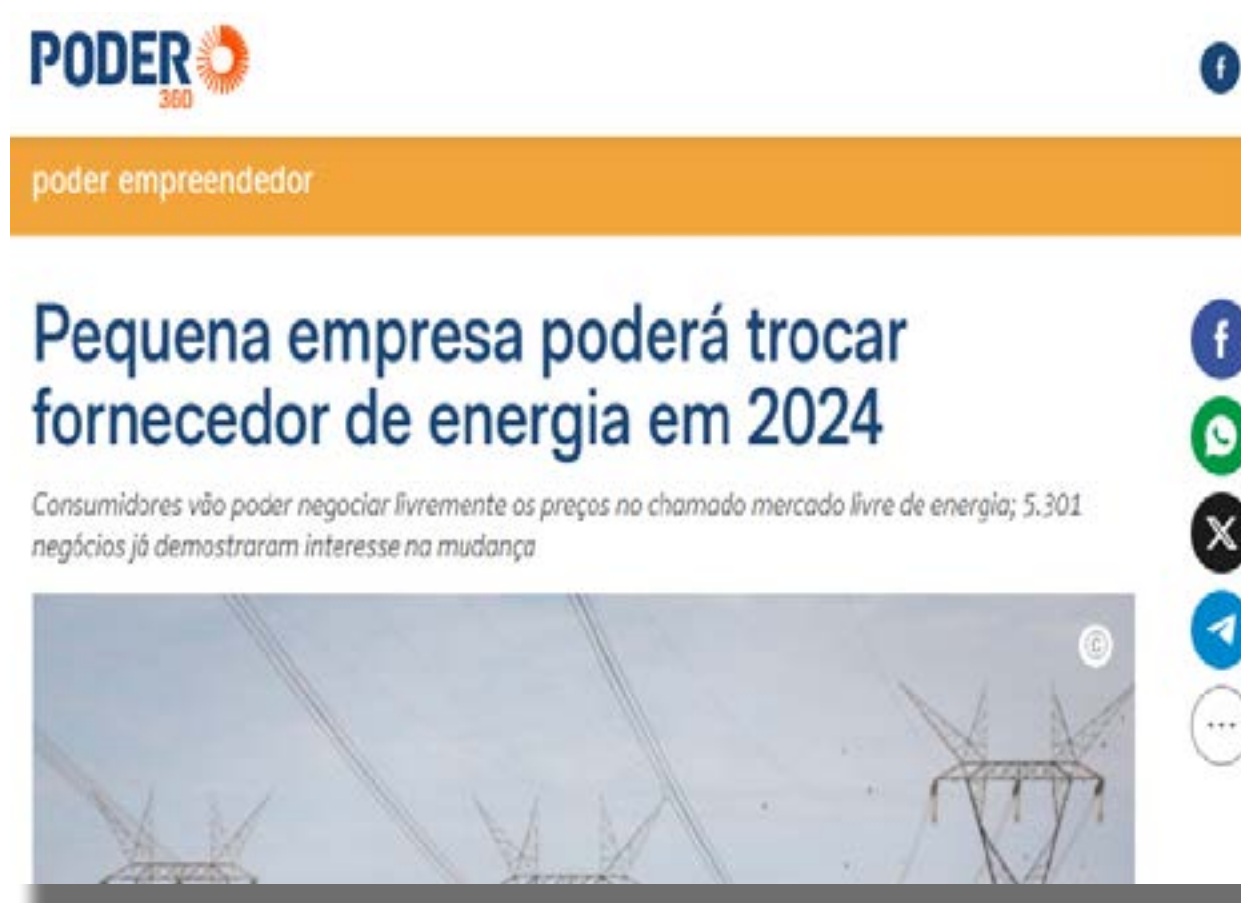 PODER
360
poder empreendedor
Pequena empresa poderá trocar
fornecedor de energia em 2024
Consumidores vão poder negociar livremente os preços no chamado mercado livre de energia; 5.301
negócios já demostraram interesse na mudança